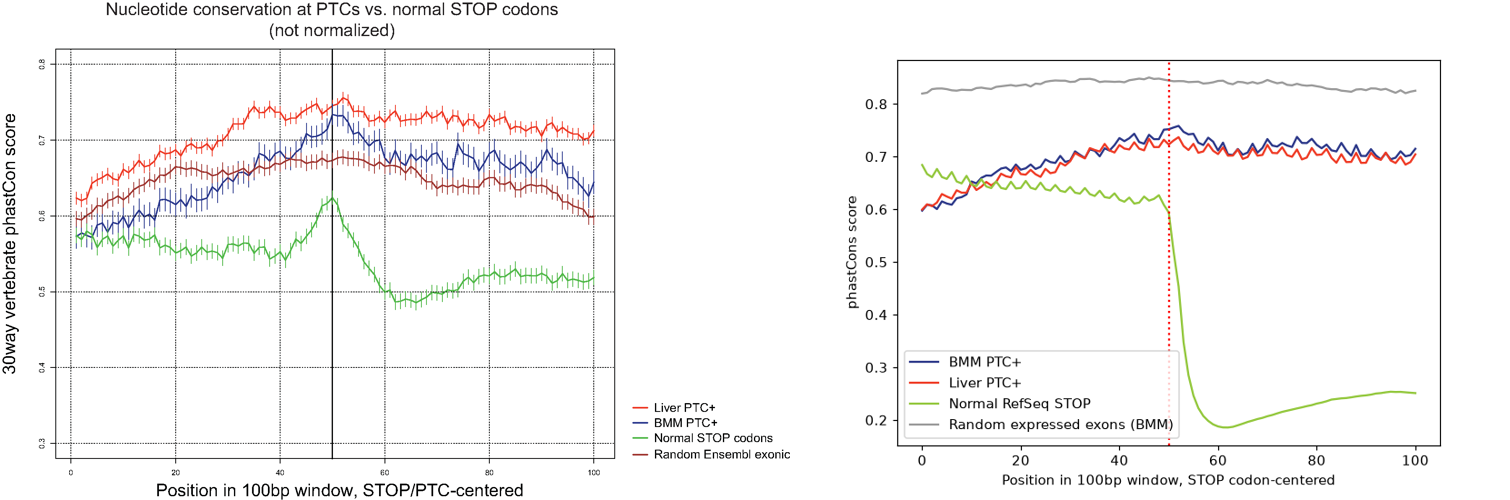 Nucleotide conservation at PTCs vs. normal STOP codons
(not normalized)
30way vertebrate phastCon score
0.8
0.7
0.6
0.5
0.4
0.3
0 20 40 60 80 100
Position in 100bp window, STOP/PTC-centered
Liver PTC+
BMM PTC+
Normal STOP codons
Random Ensembl exonic
phastCons score
0.8
0.7
0.6
0.5
0.4
0.3
0.2
BMM PTC+
Liver PTC+
Normal RefSeq STOP
Random expressed exons (BMM)
0 20 40 60 80 100
Position in 100bp window, STOP codon-centered